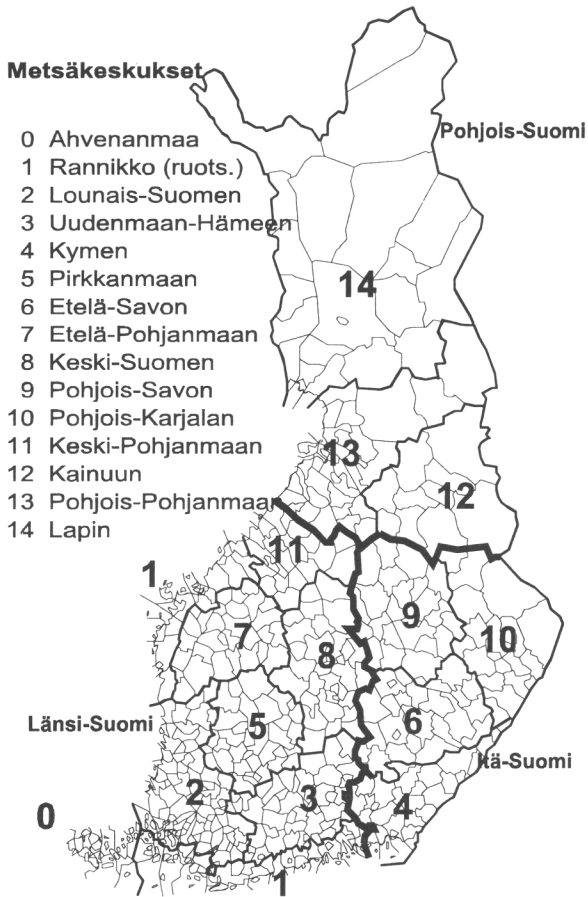 Metsäkeskukset
0 Ahvenanmaa
1 Rannikko (ruots.)
2 Lounais-Suomen
3 Uudenmaan-Hämeen
4 Kymen
5 Pirkkanmaan
6 Etelä-Savon
7 Etelä-Pohjanmaan
8 Keski-Suomen
9 Pohjois-Savon
10 Pohjois-Karjalan
11 Keski-Pohjanmaan
12 Kainuun
13 Pohjois-Pohjanmaan
14 Lapin
Pohjois-Suomi
14
13
12
11
1
9
7
8
10
Länsi-Suomi
5
6
Itä-Suomi
2
3
4
0
1